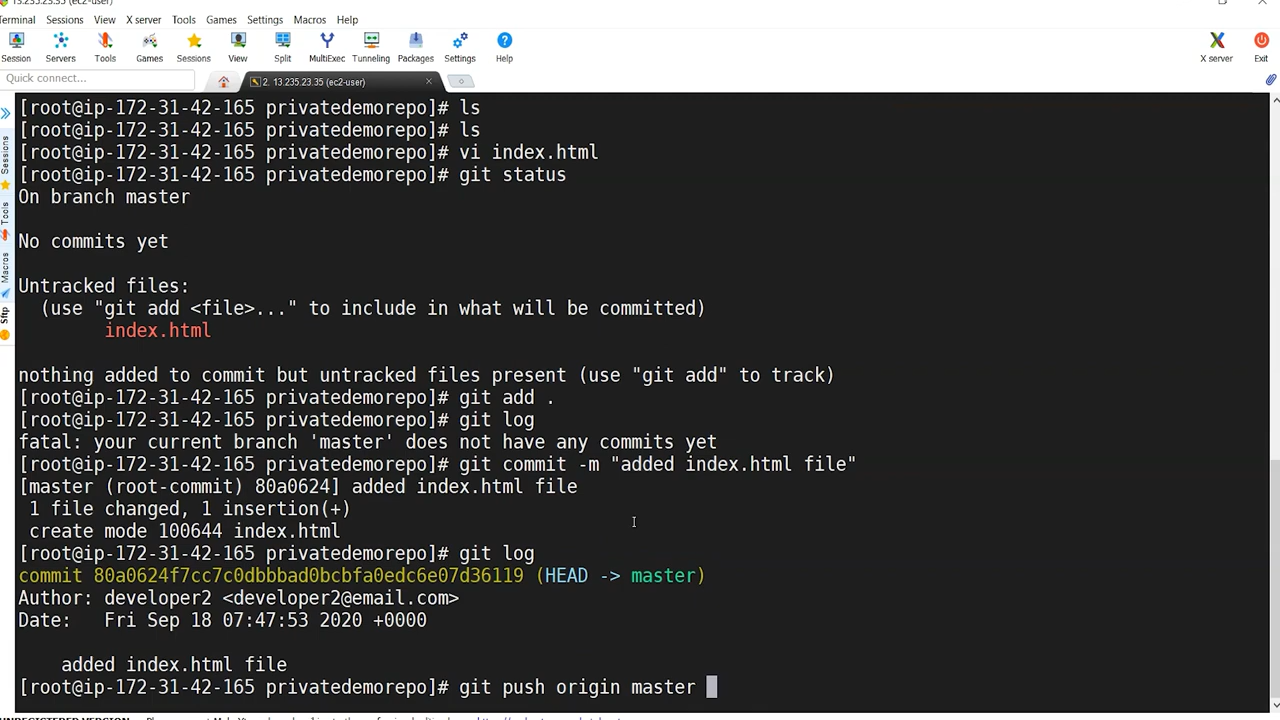 13.235.23.35 (ec2-user)
Terminal Sessions View X server Tools Games Settings Macros Help
Session Servers Tools Games Sessions View Split MultiExec Tunneling Packages Settings Help X server Exit
Quick connect... 2. 13.235.23.35 (ec2-user)
Sessions
Tools
Macros
Sftp
[root@ip-172-31-42-165 privatedemorepo]# ls
[root@ip-172-31-42-165 privatedemorepo]# ls
[root@ip-172-31-42-165 privatedemorepo]# vi index.html
[root@ip-172-31-42-165 privatedemorepo]# git status
On branch master
No commits yet
Untracked files:
(use "git add <file>..." to include in what will be committed)
index.html
nothing added to commit but untracked files present (use "git add" to track)
[root@ip-172-31-42-165 privatedemorepo]# git add .
[root@ip-172-31-42-165 privatedemorepo]# git log
fatal: your current branch 'master' does not have any commits yet
[root@ip-172-31-42-165 privatedemorepo]# git commit -m "added index.html file"
[master (root-commit) 80a0624] added index.html file
1 file changed, 1 insertion(+)
create mode 100644 index.html
[root@ip-172-31-42-165 privatedemorepo]# git log
commit 80a0624f7cc7c0dbbbad0bcbfa0edc6e07d36119 (HEAD -> master)
Author: developer2 <developer2@email.com>
Date: Fri Sep 18 07:47:53 2020 +0000
added index.html file
[root@ip-172-31-42-165 privatedemorepo]# git push origin master
UNREGISTERED VERSION